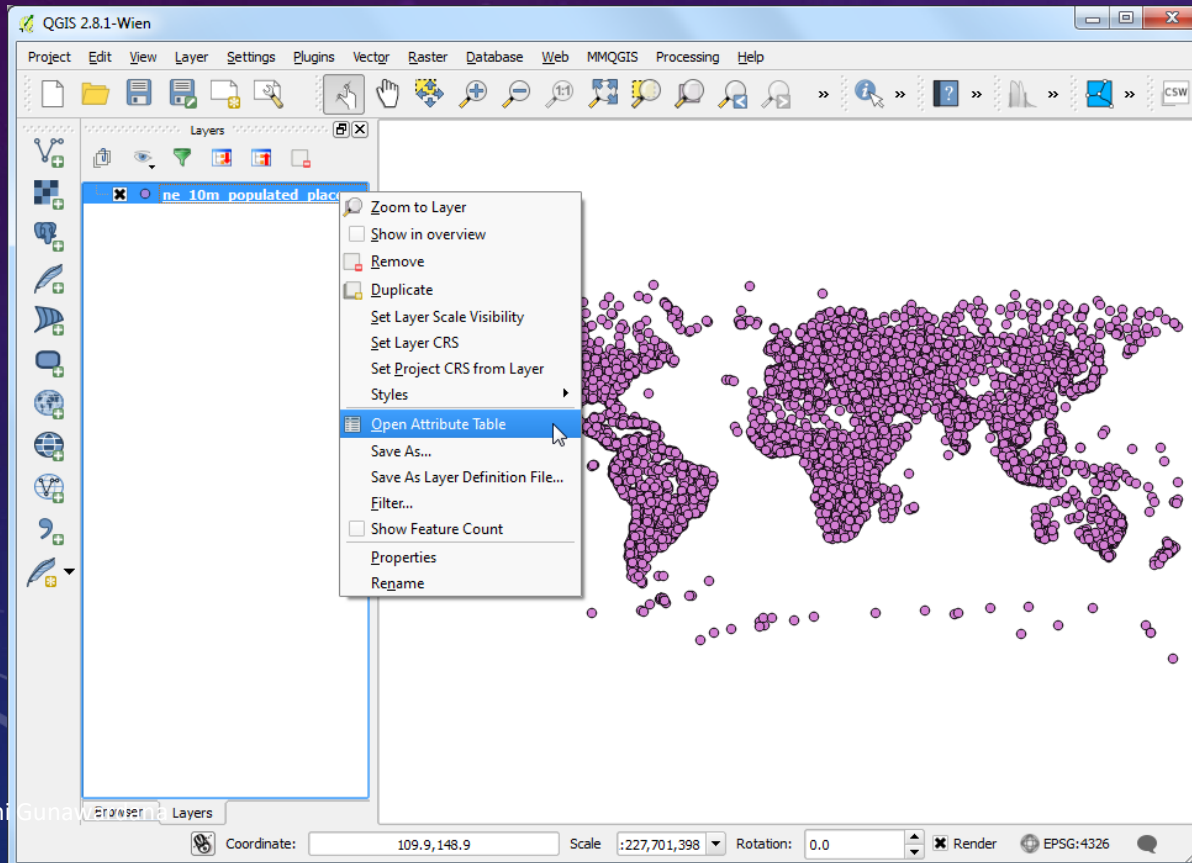 QGIS 2.8.1-Wien
Project Edit View Layer Settings Plugins Vector Raster Database Web MMQGIS Processing Help
1:1
CSW
Layers
ne_10m_populated
Zoom to Layer
Show in overview
Remove
Duplicate
Set Layer Scale Visibility
Set Layer CRS
Set Project CRS from Layer
Styles
Open Attribute Table
Save As...
Save As Layer Definition File...
Filter...
Show Feature Count
Properties
Rename
Browser Layers
Coordinate: 109.9,148.9 Scale :227,701,398 Rotation: 0.0 Render EPSG:4326